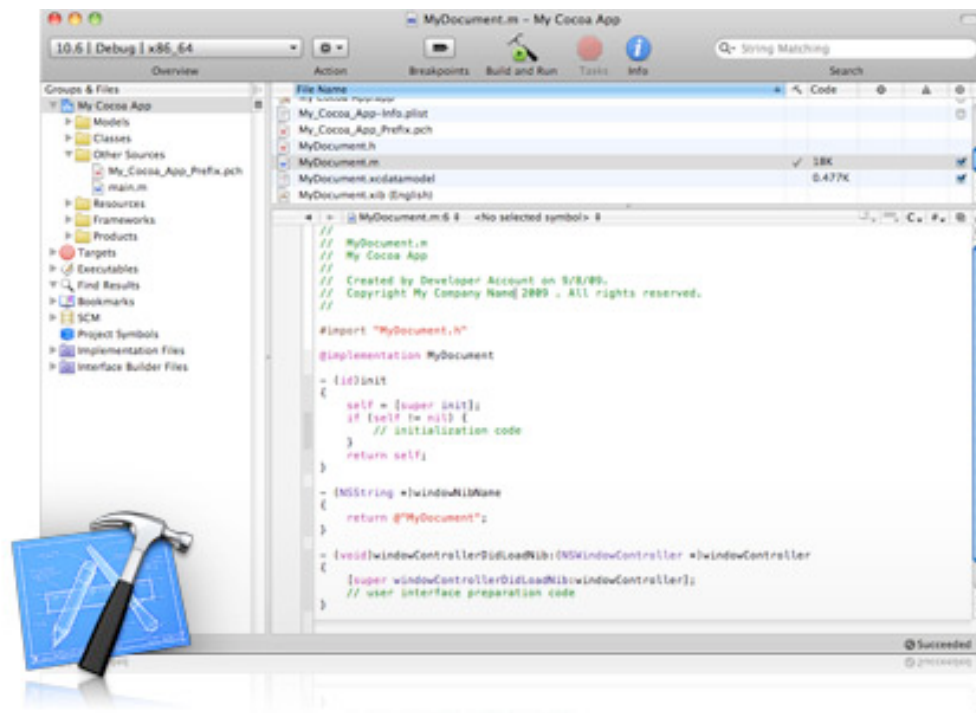 MyDocument.m - My Cocoa App
10.6 | Debug | x86_64
String Matching
Overview Action Breakpoints Build and Run Tasks Info Search
Groups & Files
My Cocoa App
Models
Classes
Other Sources
My_Cocoa_App_Prefix.pch
main.m
Resources
Frameworks
Products
Targets
Executables
Find Results
Bookmarks
SCM
Project Symbols
Implementation Files
Interface Builder Files
File Name Code
My Cocoa App.app
My_Cocoa_App-Info.plist
My_Cocoa_App_Prefix.pch
MyDocument.h
MyDocument.m 18K
MyDocument.xcdatamodel 0.477K
MyDocument.xib (English)
MyDocument.m:6 <No selected symbol> C, #,
//
// MyDocument.m
// My Cocoa App
//
// Created by Developer Account on 9/8/09.
// Copyright My Company Name 2009 . All rights reserved.
//
#import "MyDocument.h"
@implementation MyDocument
- (id)init
{
self = [super init];
if (self != nil) {
// initialization code
}
return self;
}
- (NSString *)windowNibName
{
return @"MyDocument";
}
- (void)windowControllerDidLoadNib:(NSWindowController *)windowController
{
[super windowControllerDidLoadNib:windowController];
// user interface preparation code
}
Succeeded